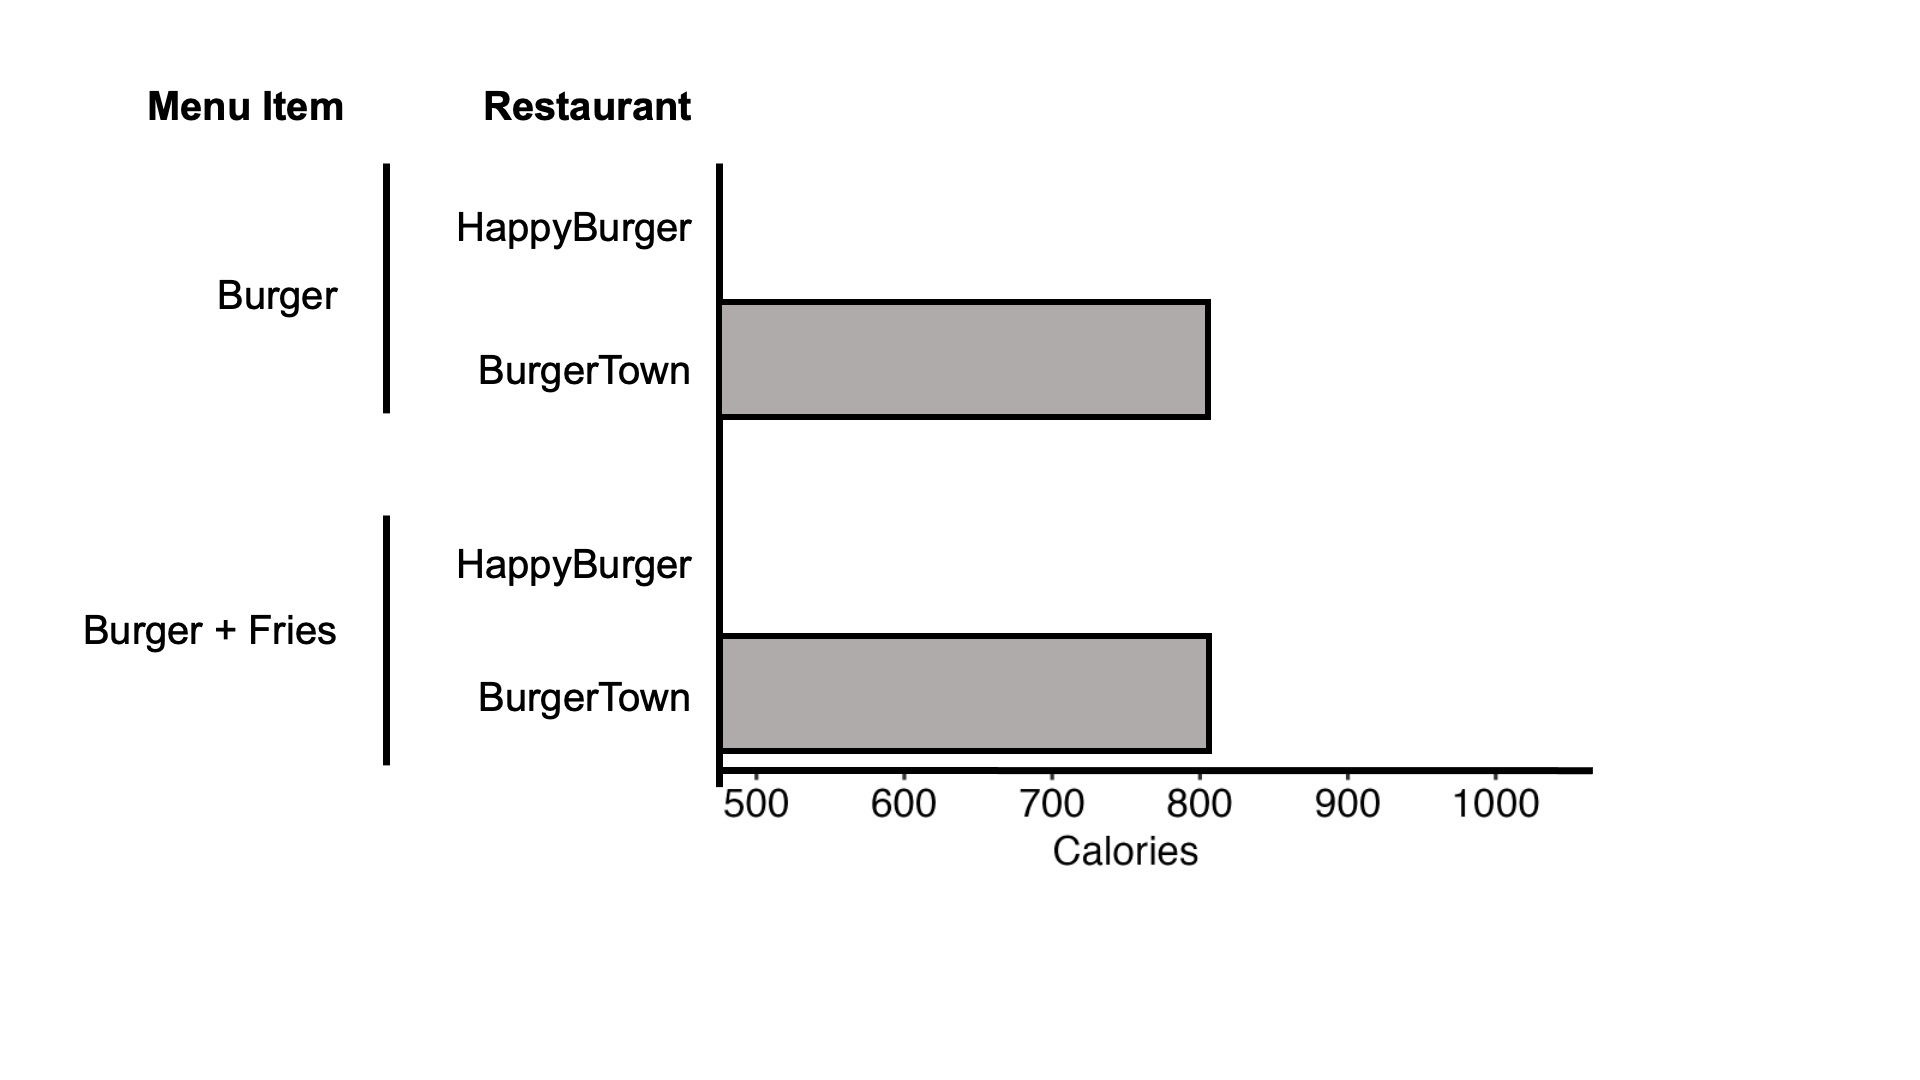 Menu Item Restaurant
HappyBurger
Burger
BurgerTown
HappyBurger
Burger + Fries
BurgerTown
500 600 700 800 900 1000
Calories